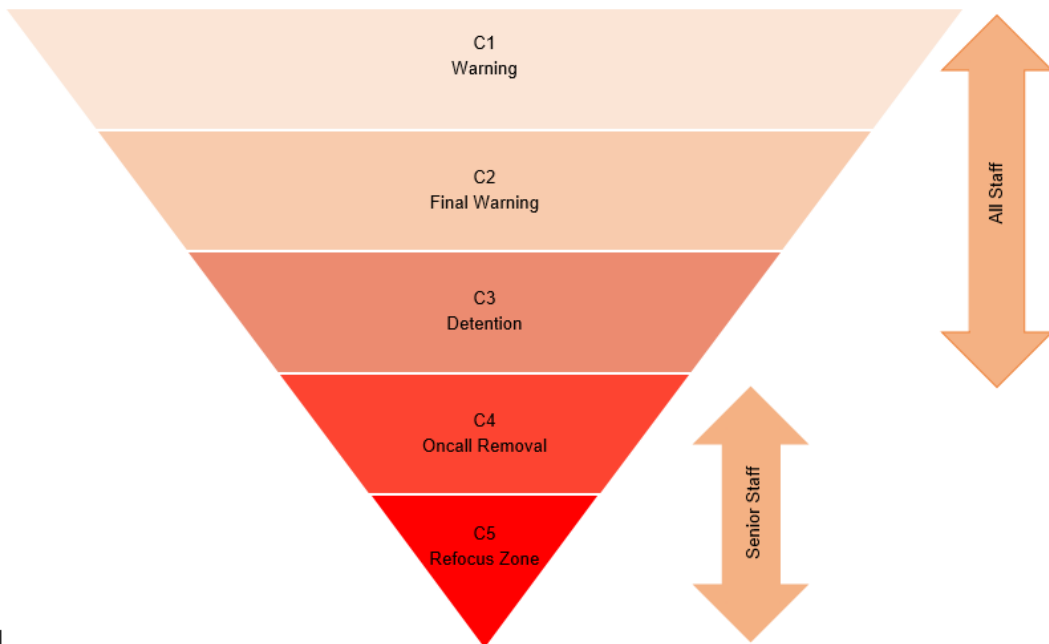 C1
Warning
C2
Final Warning
C3
Detention
C4
Oncall Removal
C5
Refocus Zone
All Staff
Senior Staff